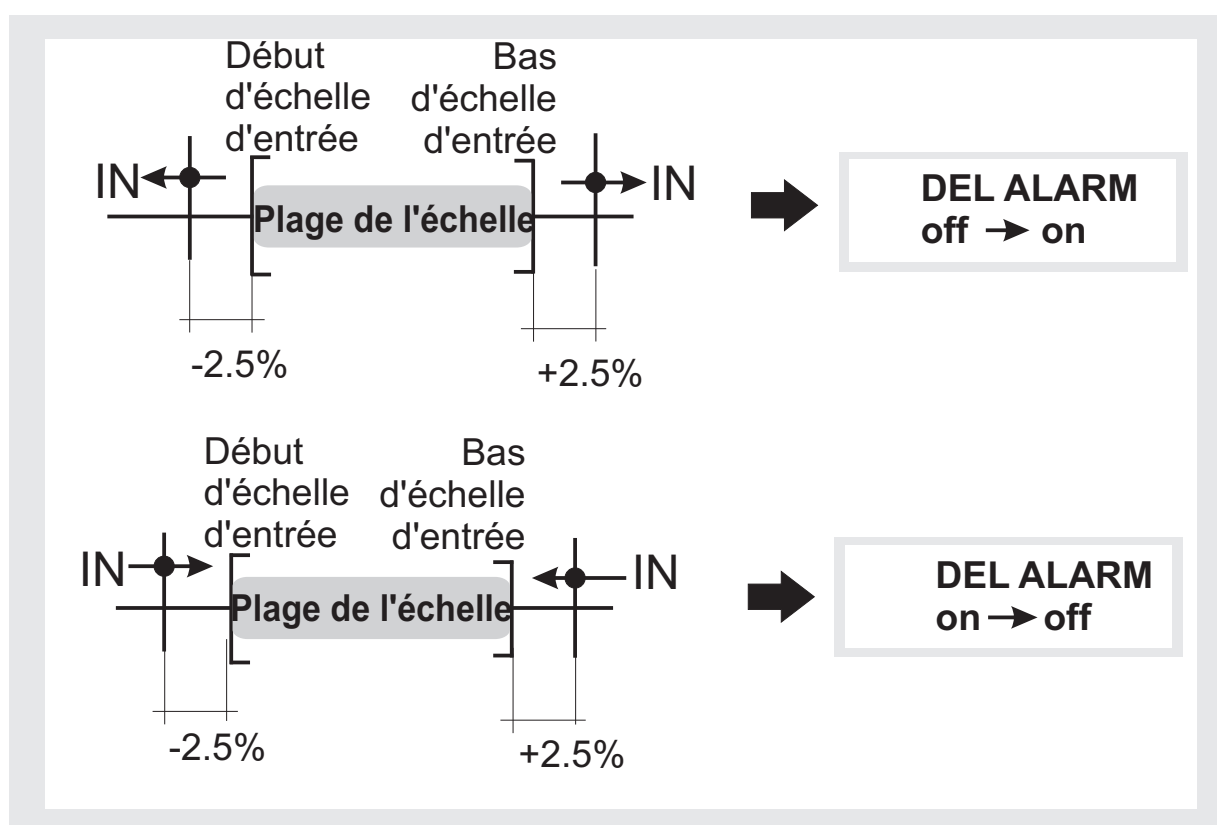 Début
d'échelle
d'entrée
Bas
d'échelle
d'entrée
IN
IN
Plage de l'échelle
-2.5%
+2.5%
DEL ALARM
off → on
Début
d'échelle
d'entrée
Bas
d'échelle
d'entrée
IN
IN
Plage de l'échelle
-2.5%
+2.5%
DEL ALARM
on → off